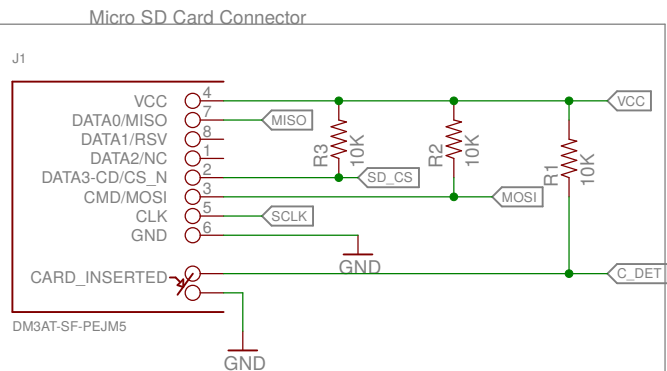 Micro SD Card Connector
J1
VCC 4 VCC
DATA0/MISO 7 MISO
DATA1/RSV 8
DATA2/NC 1
DATA3-CD/CS_N 2 SD_CS
CMD/MOSI 3 MOSI
CLK 5 SCLK
GND 6
R3 10K
R2 10K
R1 10K
GND
CARD_INSERTED C_DET
DM3AT-SF-PEJM5
GND